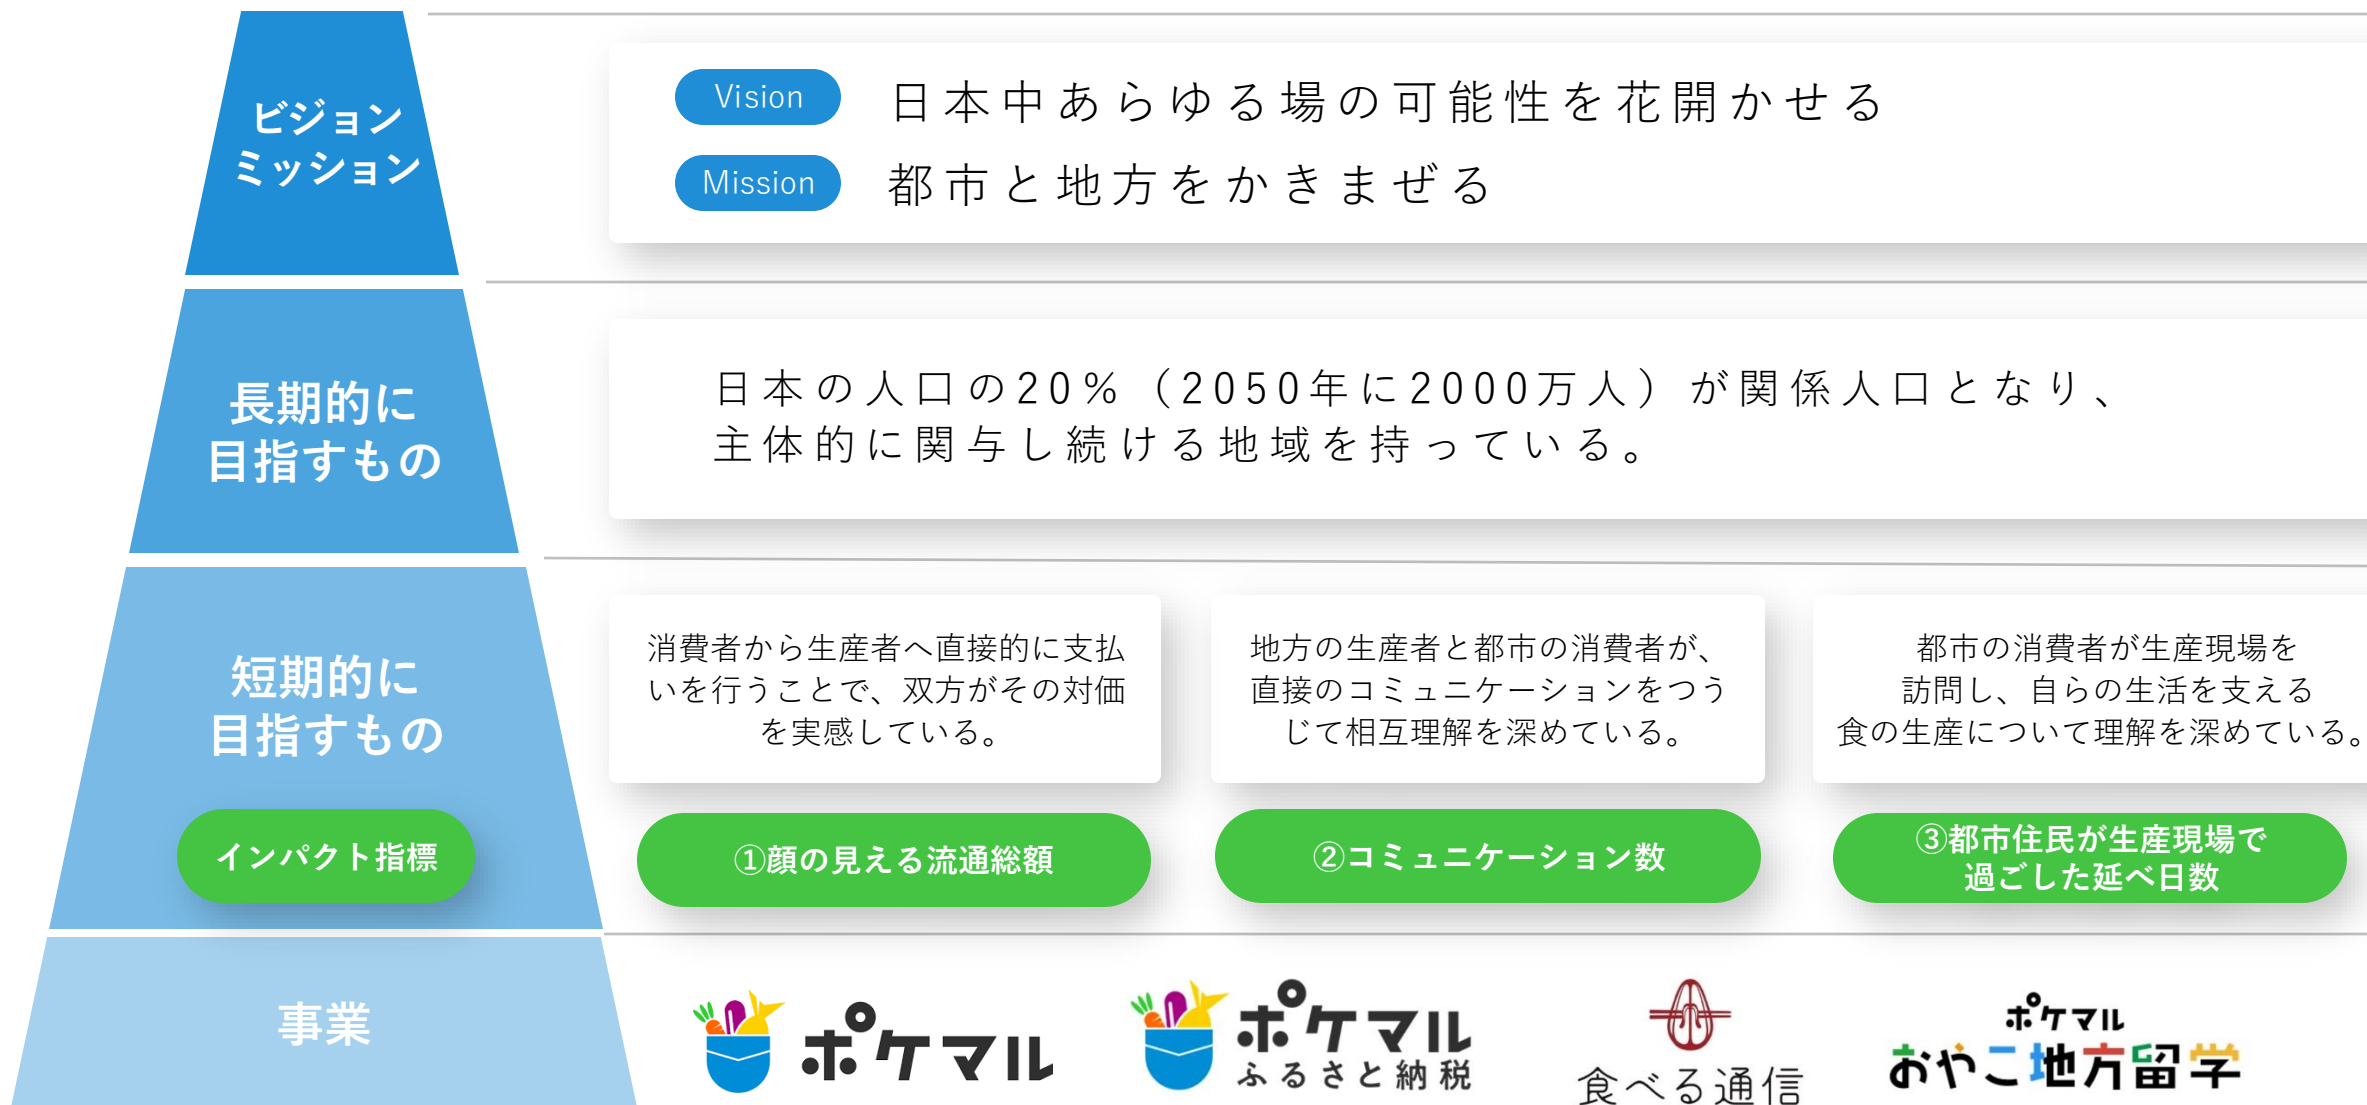 ビジョン
ミッション
Vision
日本中あらゆる場の可能性を花開かせる
Mission
都市と地方をかきまぜる
長期的に
目指すもの
日本の人口の20%（2050年に2000万人）が関係人口となり、
主体的に関与し続ける地域を持っている。
短期的に
目指すもの
インパクト指標
消費者から生産者へ直接的に支払
いを行うことで、双方がその対価
を実感している。
①顔の見える流通総額
地方の生産者と都市の消費者が、
直接のコミュニケーションをつう
じて相互理解を深めている。
②コミュニケーション数
都市の消費者が生産現場を
訪問し、自らの生活を支える
食の生産について理解を深めている。
③都市住民が生産現場で
過ごした延べ日数
事業
ポケマル
ポケマル
ふるさと納税
食べる通信
ポケマル
おやこ地方留学